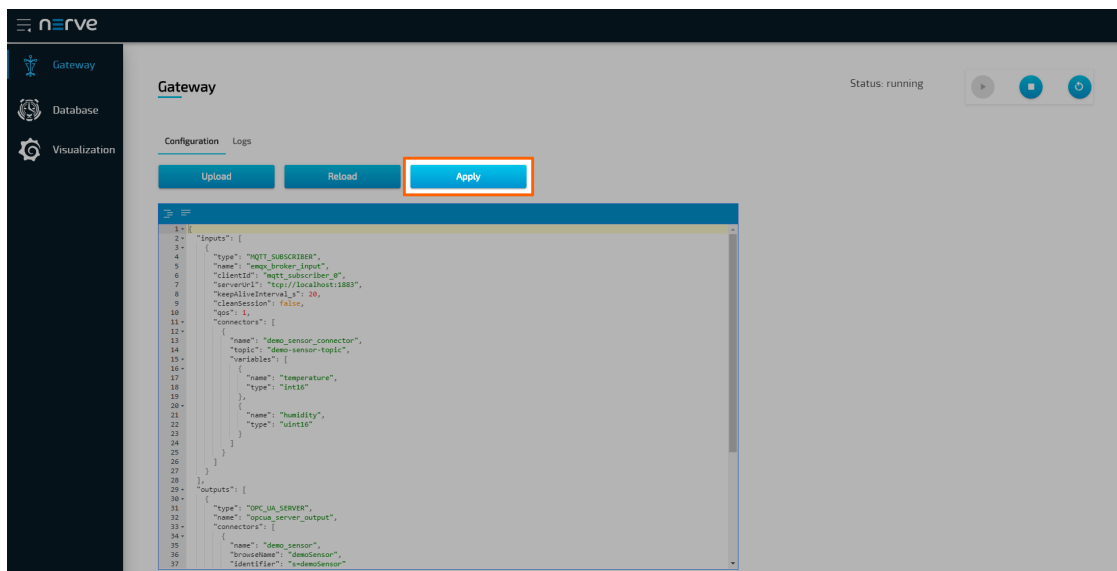 nerve
Gateway
Database
Visualization
Gateway
Status: running
Configuration Logs
Upload Reload Apply
1 {
2 "inputs": [
3 {
4 "type": "MQTT_SUBSCRIBER",
5 "name": "emqx_broker_input",
6 "clientId": "mqtt_subscriber_0",
7 "serverUrl": "tcp://localhost:1883",
8 "keepAliveInterval_s": 20,
9 "cleanSession": false,
10 "qos": 1,
11 "connectors": [
12 {
13 "name": "demo_sensor_connector",
14 "topic": "demo-sensor-topic",
15 "variables": [
16 {
17 "name": "temperature",
18 "type": "int16"
19 },
20 {
21 "name": "humidity",
22 "type": "uint16"
23 }
24 ]
25 }
26 ]
27 }
28 ],
29 "outputs": [
30 {
31 "type": "OPC_UA_SERVER",
32 "name": "opcua_server_output",
33 "connectors": [
34 {
35 "name": "demo_sensor",
36 "browseName": "demoSensor",
37 "identifier": "s=demoSensor"